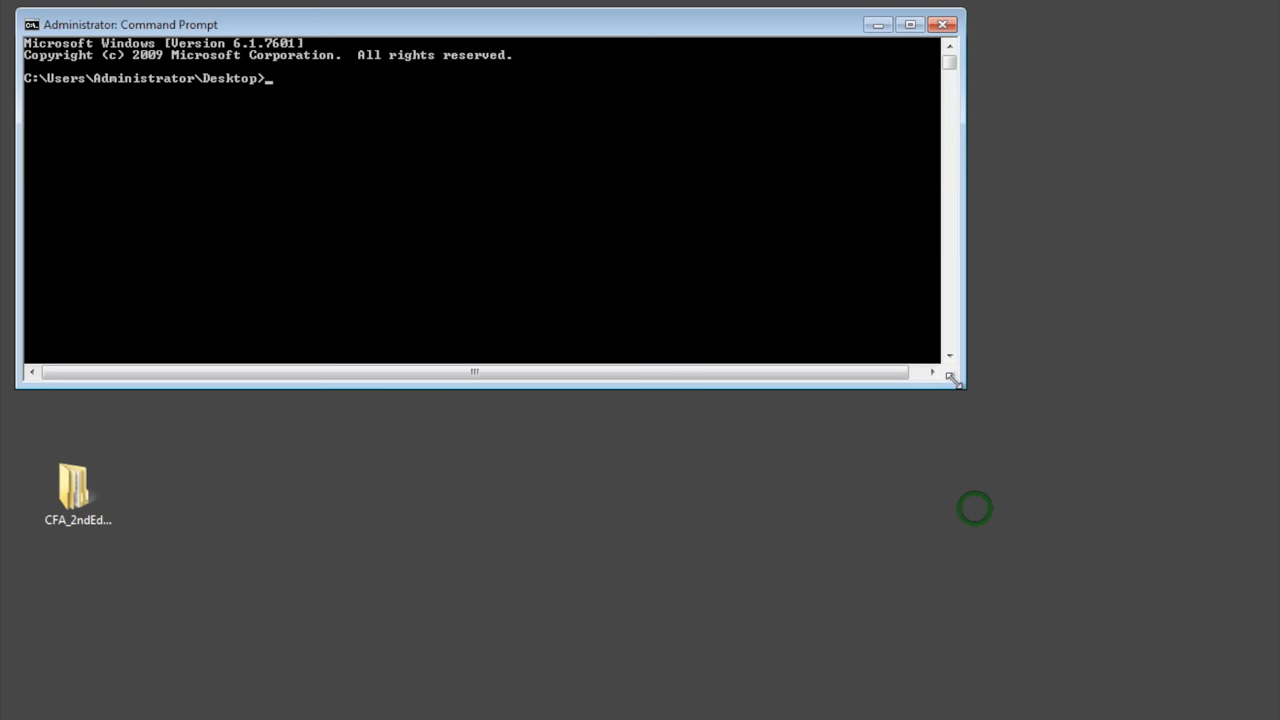 Administrator: Command Prompt
Microsoft Windows [Version 6.1.7601]
Copyright (c) 2009 Microsoft Corporation.  All rights reserved.
C:\Users\Administrator\Desktop>_
CFA_2ndEd...